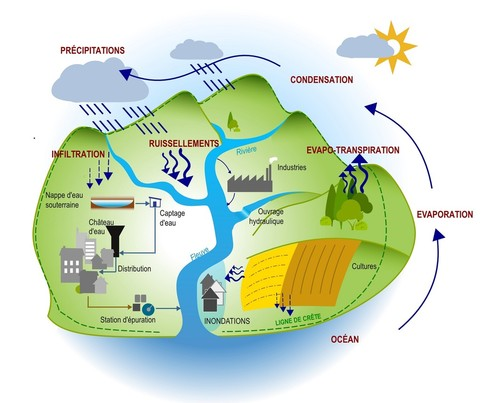 PRÉCIPITATIONS
CONDENSATION
INFILTRATION
RUISSELLEMENTS
Rivière
EVAPO-TRANSPIRATION
Industries
Nappe d'eau
souterraine
Captage
d'eau
Château
d'eau
Ouvrage
hydraulique
EVAPORATION
Fleuve
Distribution
Cultures
Station d'épuration
INONDATIONS
LIGNE DE CRÊTE
OCÉAN